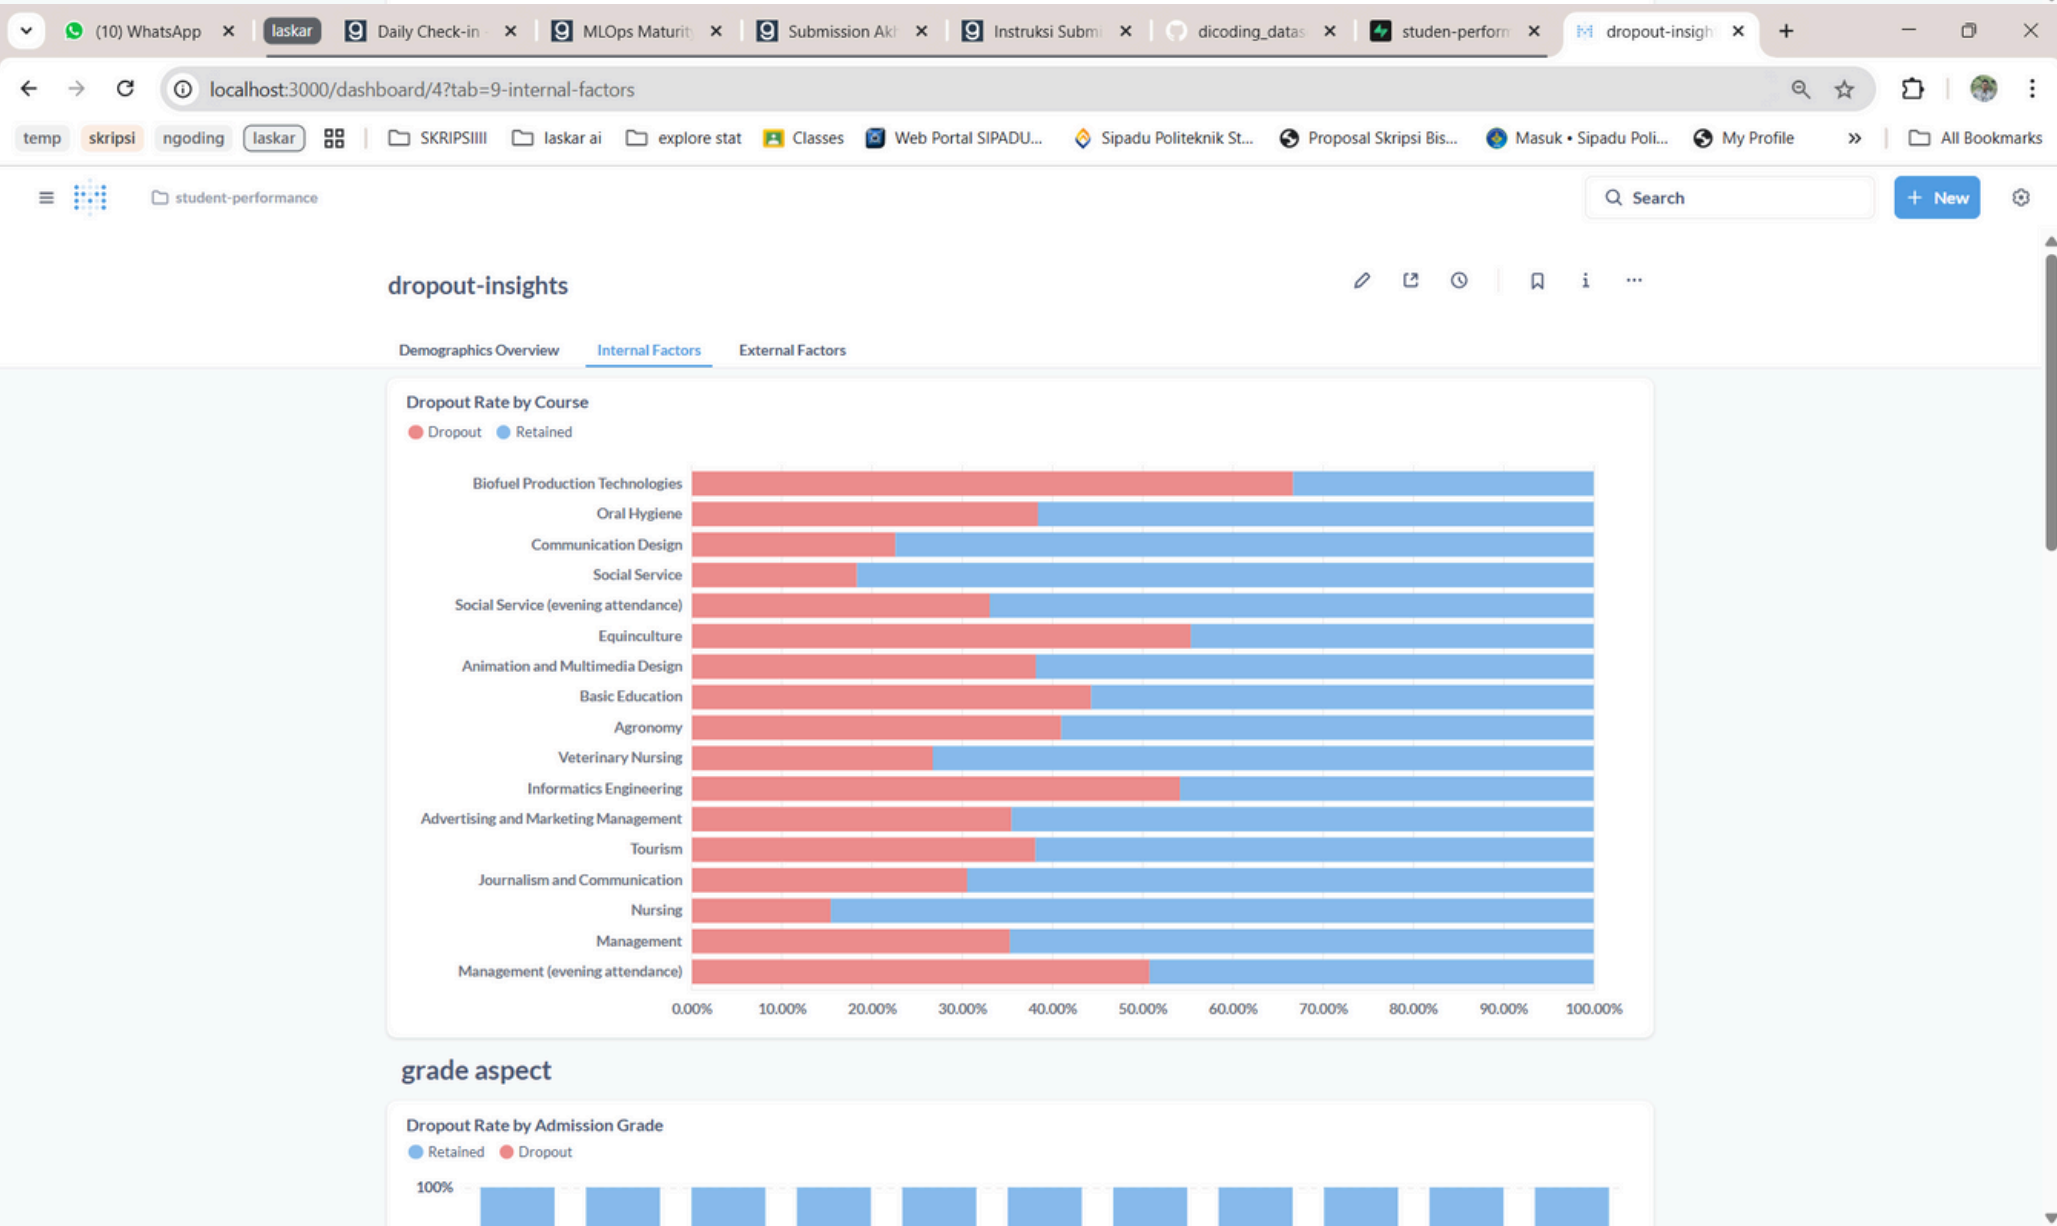 (10) WhatsApp laskar Daily Check-in MLOps Maturit Submission Ak Instruksi Submi dicoding_datas studen-perform dropout-insigh
localhost:3000/dashboard/4?tab=9-internal-factors
temp skripsi ngoding laskar SKRIPSIIII laskar ai explore stat Classes Web Portal SIPADU... Sipadu Politeknik St... Proposal Skripsi Bis... Masuk • Sipadu Poli... My Profile » All Bookmarks
student-performance Search + New
dropout-insights
Demographics Overview Internal Factors External Factors
Dropout Rate by Course
Dropout Retained
Biofuel Production Technologies
Oral Hygiene
Communication Design
Social Service
Social Service (evening attendance)
Equinculture
Animation and Multimedia Design
Basic Education
Agronomy
Veterinary Nursing
Informatics Engineering
Advertising and Marketing Management
Tourism
Journalism and Communication
Nursing
Management
Management (evening attendance)
0.00% 10.00% 20.00% 30.00% 40.00% 50.00% 60.00% 70.00% 80.00% 90.00% 100.00%
grade aspect
Dropout Rate by Admission Grade
Retained Dropout
100%